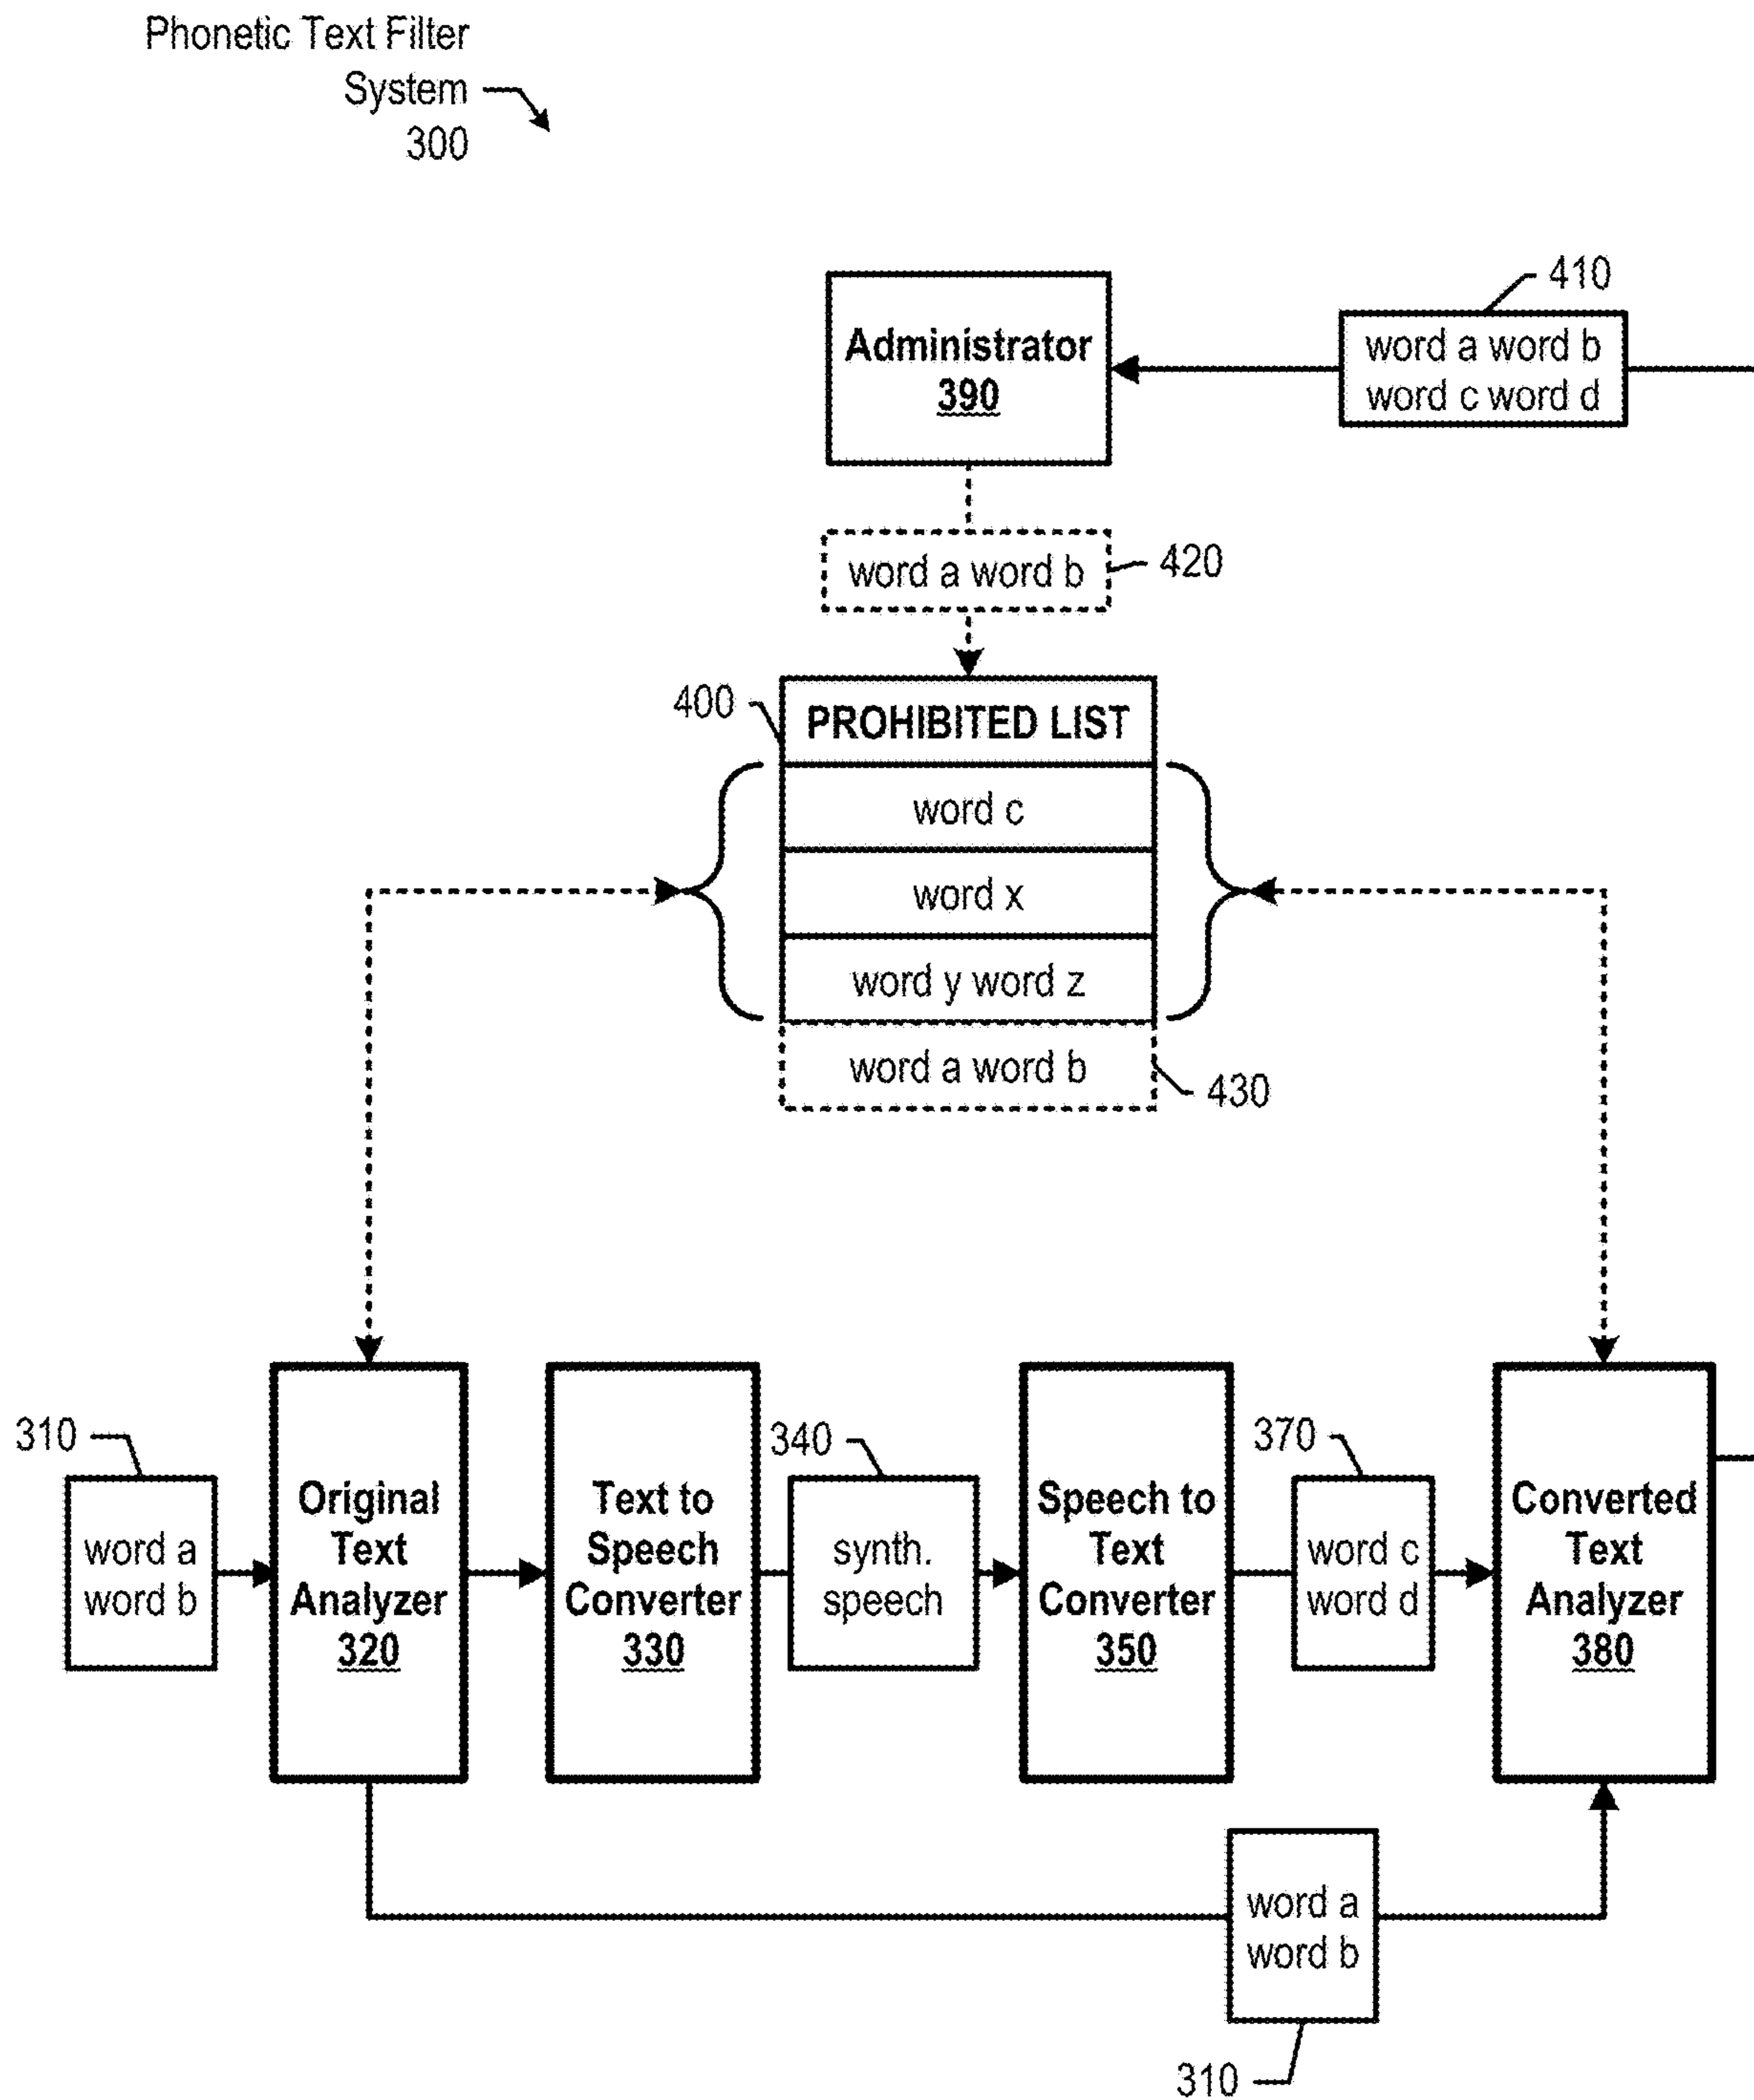 Phonetic Text Filter
System
300
410
Administrator
390
word a word b
word c word d
word a word b
420
400
PROHIBITED LIST
word c
word x
word y word z
word a word b
430
310
word a
word b
Original
Text
Analyzer
320
Text to
Speech
Converter
330
340
synth.
speech
Speech to
Text
Converter
350
370
word c
word d
Converted
Text
Analyzer
380
word a
word b
310